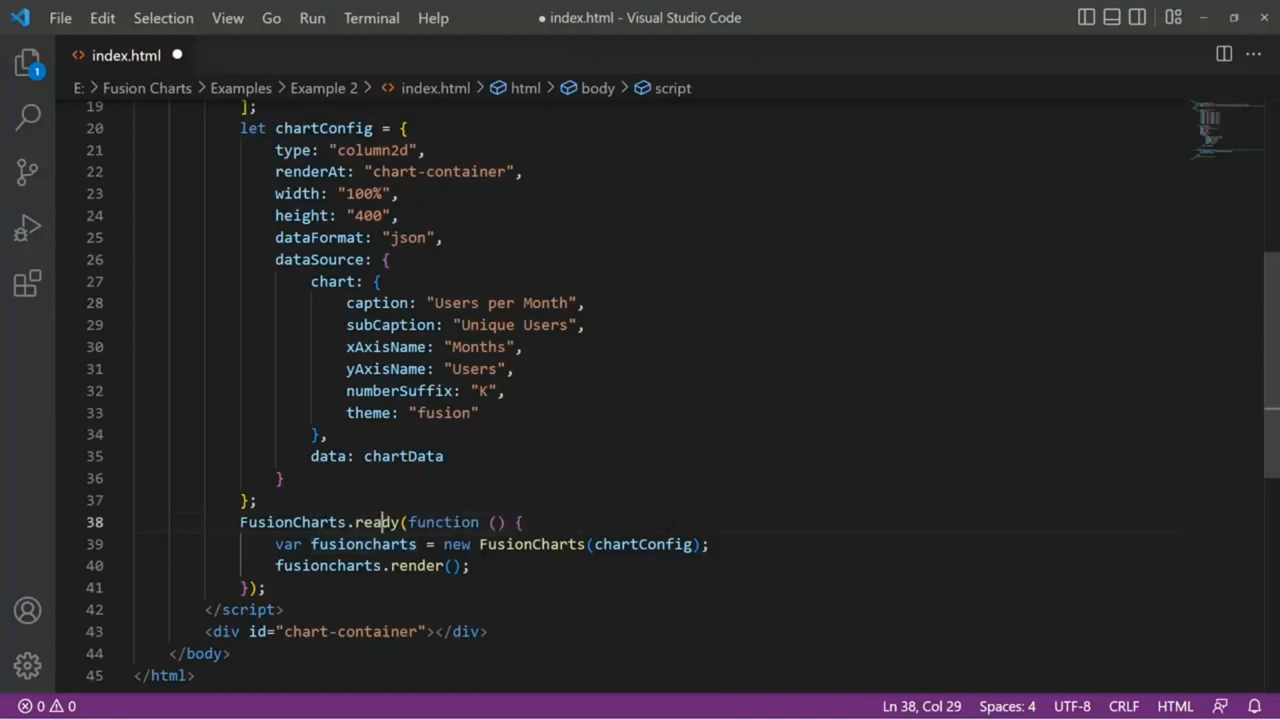 File Edit Selection View Go Run Terminal Help ● index.html - Visual Studio Code
index.html
1
E: > Fusion Charts > Examples > Example 2 > index.html > html > body > script
19 ];
20 let chartConfig = {
21 type: "column2d",
22 renderAt: "chart-container",
23 width: "100%",
24 height: "400",
25 dataFormat: "json",
26 dataSource: {
27 chart: {
28 caption: "Users per Month",
29 subCaption: "Unique Users",
30 xAxisName: "Months",
31 yAxisName: "Users",
32 numberSuffix: "K",
33 theme: "fusion"
34 },
35 data: chartData
36 }
37 };
38 FusionCharts.ready(function () {
39 var fusioncharts = new FusionCharts(chartConfig);
40 fusioncharts.render();
41 });
42 </script>
43 <div id="chart-container"></div>
44 </body>
45 </html>
0 0 Ln 38, Col 29 Spaces: 4 UTF-8 CRLF HTML